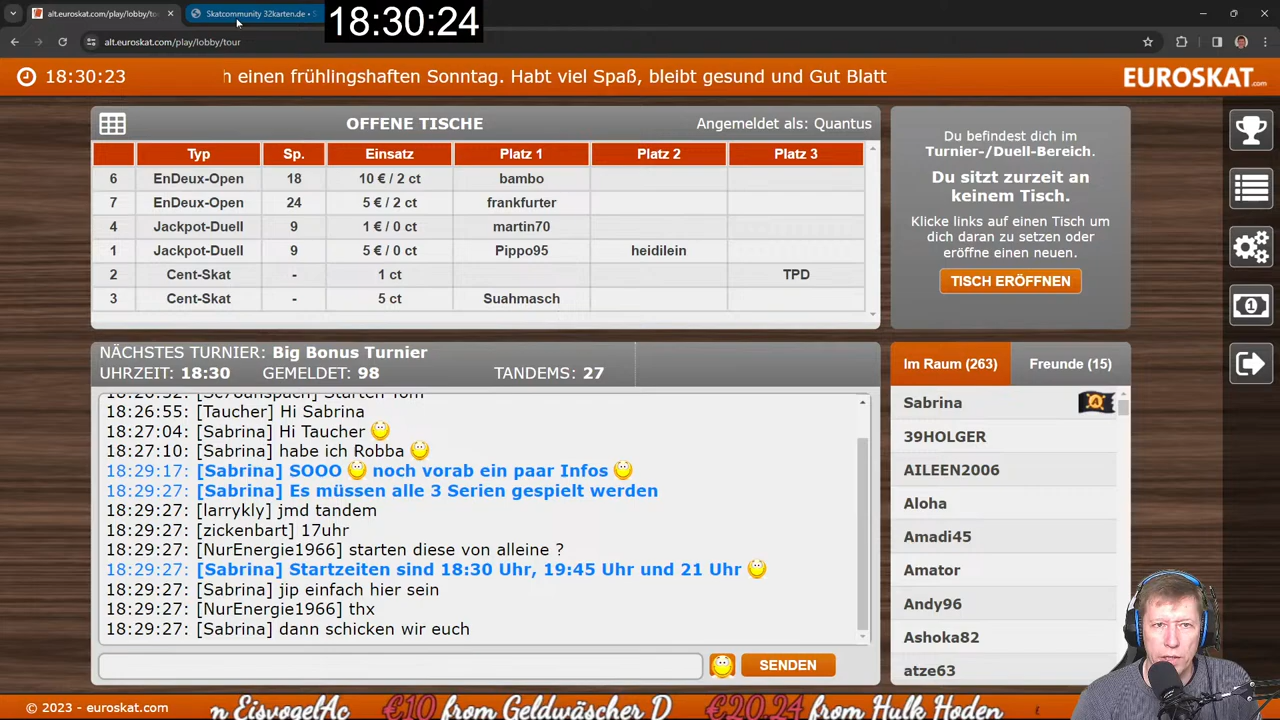 alt.euroskat.com/play/lobby/to
Skatcommunity 32karten.de • S
18:30:24
alt.euroskat.com/play/lobby/tour
18:30:23
h einen frühlingshaften Sonntag. Habt viel Spaß, bleibt gesund und Gut Blatt
EUROSKAT.com
OFFENE TISCHE
Angemeldet als: Quantus
Typ Sp. Einsatz Platz 1 Platz 2 Platz 3
6 EnDeux-Open 18 10 € / 2 ct bambo
7 EnDeux-Open 24 5 € / 2 ct frankfurter
4 Jackpot-Duell 9 1 € / 0 ct martin70
1 Jackpot-Duell 9 5 € / 0 ct Pippo95 heidilein
2 Cent-Skat - 1 ct TPD
3 Cent-Skat - 5 ct Suahmasch
Du befindest dich im
Turnier-/Duell-Bereich.
Du sitzt zurzeit an
keinem Tisch.
Klicke links auf einen Tisch um
dich daran zu setzen oder
eröffne einen neuen.
TISCH ERÖFFNEN
NÄCHSTES TURNIER: Big Bonus Turnier
UHRZEIT: 18:30 GEMELDET: 98 TANDEMS: 27
18:26:55: [Taucher] Hi Sabrina
18:27:04: [Sabrina] Hi Taucher
18:27:10: [Sabrina] habe ich Robba
18:29:17: [Sabrina] SOOO noch vorab ein paar Infos
18:29:27: [Sabrina] Es müssen alle 3 Serien gespielt werden
18:29:27: [larrykly] jmd tandem
18:29:27: [zickenbart] 17uhr
18:29:27: [NurEnergie1966] starten diese von alleine ?
18:29:27: [Sabrina] Startzeiten sind 18:30 Uhr, 19:45 Uhr und 21 Uhr
18:29:27: [Sabrina] jip einfach hier sein
18:29:27: [NurEnergie1966] thx
18:29:27: [Sabrina] dann schicken wir euch
SENDEN
Im Raum (263)
Freunde (15)
Sabrina
39HOLGER
AILEEN2006
Aloha
Amadi45
Amator
Andy96
Ashoka82
atze63
© 2023 - euroskat.com
n EisvogelAc €10 from Geldwäscher D €20.24 from Hulk Hoden